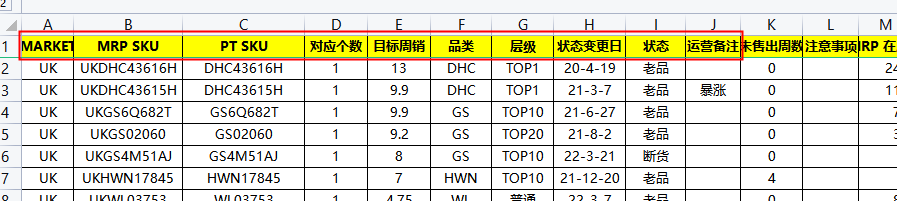 2
A B C D E F G H I J K L M
1 MARKET MRP SKU PT SKU 对应个数 目标周销 品类 层级 状态变更日 状态 运营备注 未售出周数 注意事项 RP 在
2 UK UKDHC43616H DHC43616H 1 13 DHC TOP1 20-4-19 老品 0 24
3 UK UKDHC43615H DHC43615H 1 9.9 DHC TOP1 21-3-7 老品 暴涨 0 11
4 UK UKGS6Q682T GS6Q682T 1 9.9 GS TOP10 21-6-27 老品 0 7
5 UK UKGS02060 GS02060 1 9.2 GS TOP20 21-8-2 老品 0 3
6 UK UKGS4M51AJ GS4M51AJ 1 8 GS TOP10 22-3-21 断货 0
7 UK UKHWN17845 HWN17845 1 7 HWN TOP10 21-12-20 老品 4
8 UK UKWL03753 WL03753 1 4.75 WL 普通 22-3-7 老品 0 8